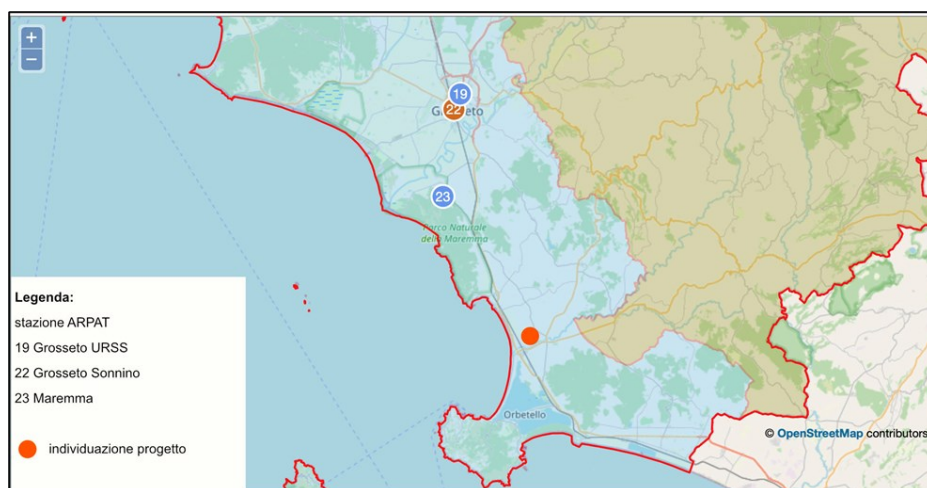 +
−
19
Grosseto
22
23
Parco Naturale
della Maremma
Legenda:
stazione ARPAT
19 Grosseto URSS
22 Grosseto Sonnino
23 Maremma
individuazione progetto
Orbetello
© OpenStreetMap contributors